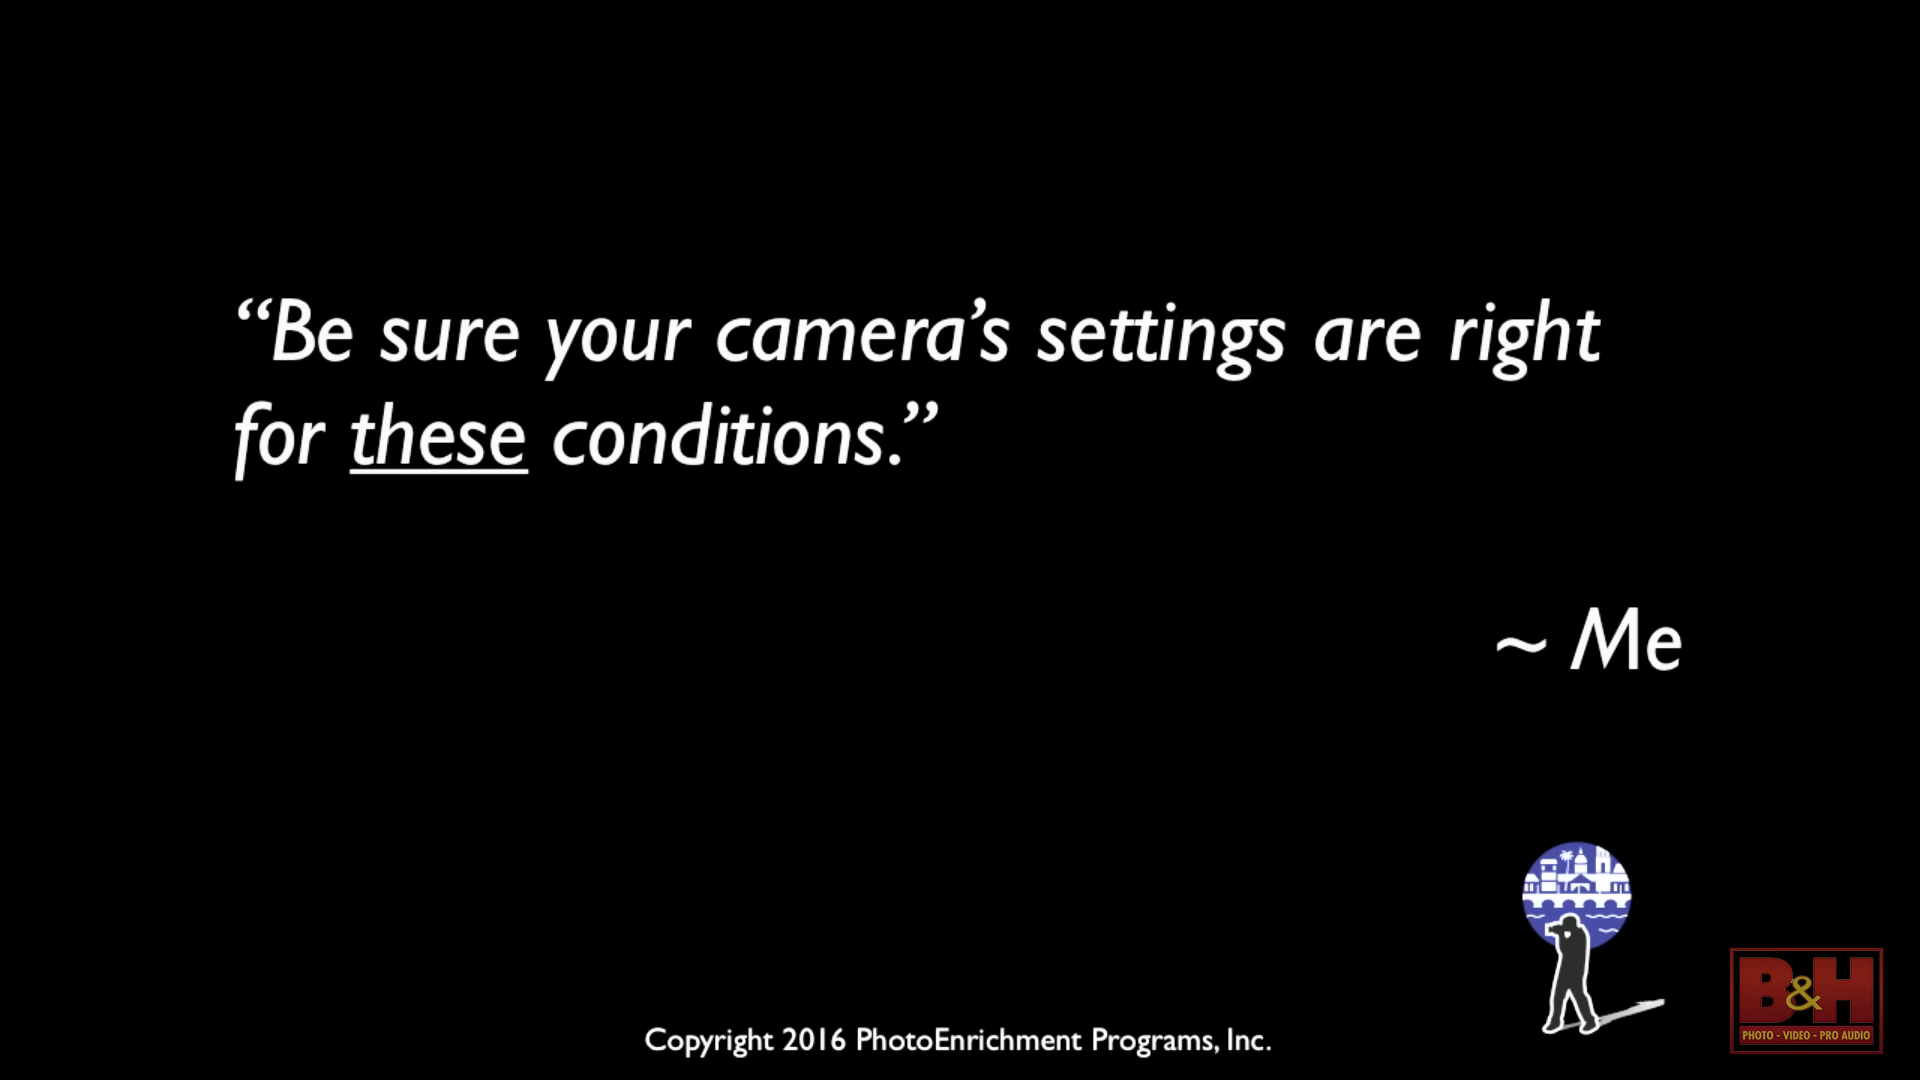 “Be sure your camera’s settings are right
for these conditions.”
~ Me
Copyright 2016 PhotoEnrichment Programs, Inc.
B&H
PHOTO - VIDEO - PRO AUDIO